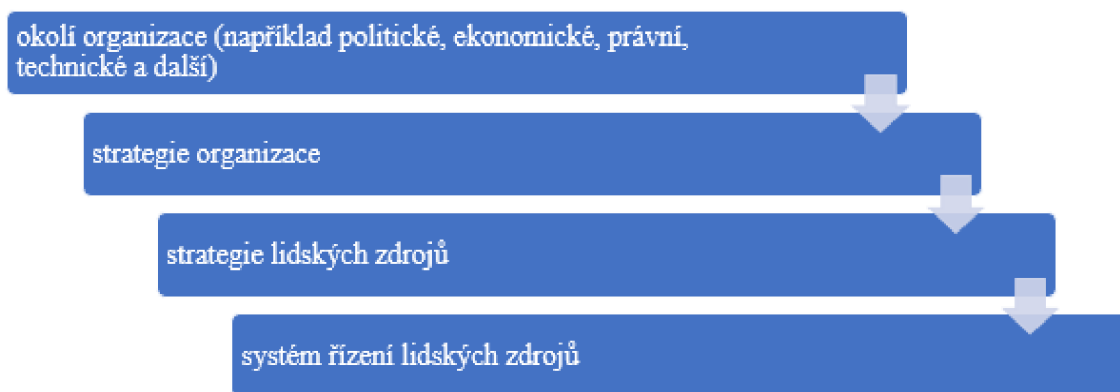 okolí organizace (například politické, ekonomické, právní,
technické a další)
strategie organizace
strategie lidských zdrojů
systém řízení lidských zdrojů